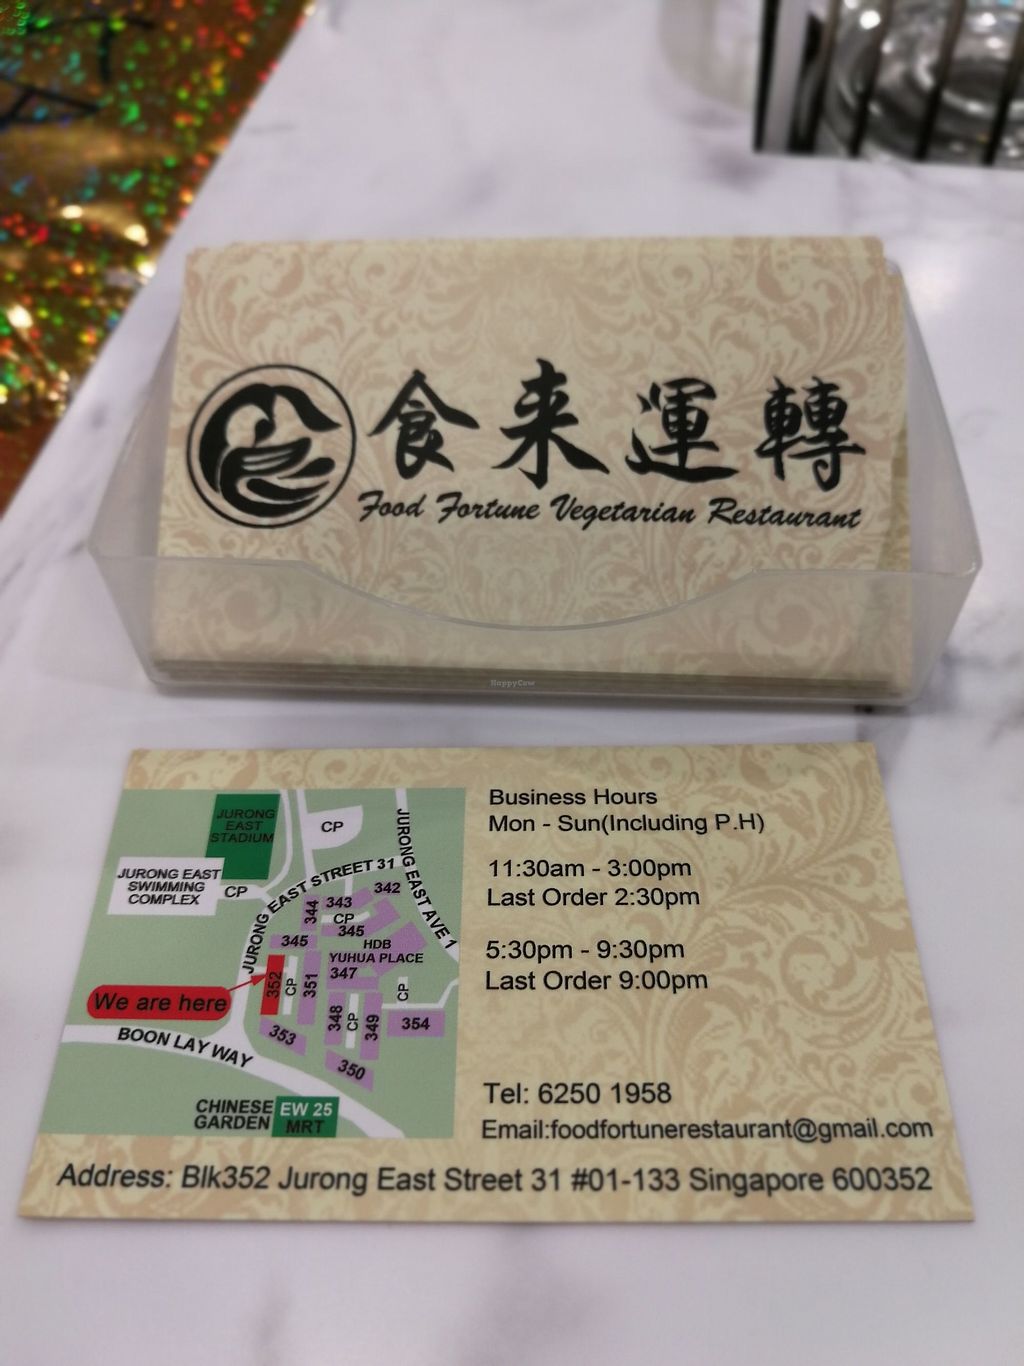 食来運轉
Food Fortune Vegetarian Restaurant
HappyCow
JURONG
EAST
STADIUM
CP
JURONG EAST AVE 1
JURONG EAST
SWIMMING
COMPLEX
CP
JURONG EAST STREET 31
342
343
344
CP
345
345
HDB
YUHUA PLACE
347
352
CP
351
CP
We are here
348
CP
349
354
353
350
BOON LAY WAY
CHINESE
GARDEN
EW 25
MRT
Business Hours
Mon - Sun(Including P.H)
11:30am - 3:00pm
Last Order 2:30pm
5:30pm - 9:30pm
Last Order 9:00pm
Tel: 6250 1958
Email:foodfortunerestaurant@gmail.com
Address: Blk352 Jurong East Street 31 #01-133 Singapore 600352